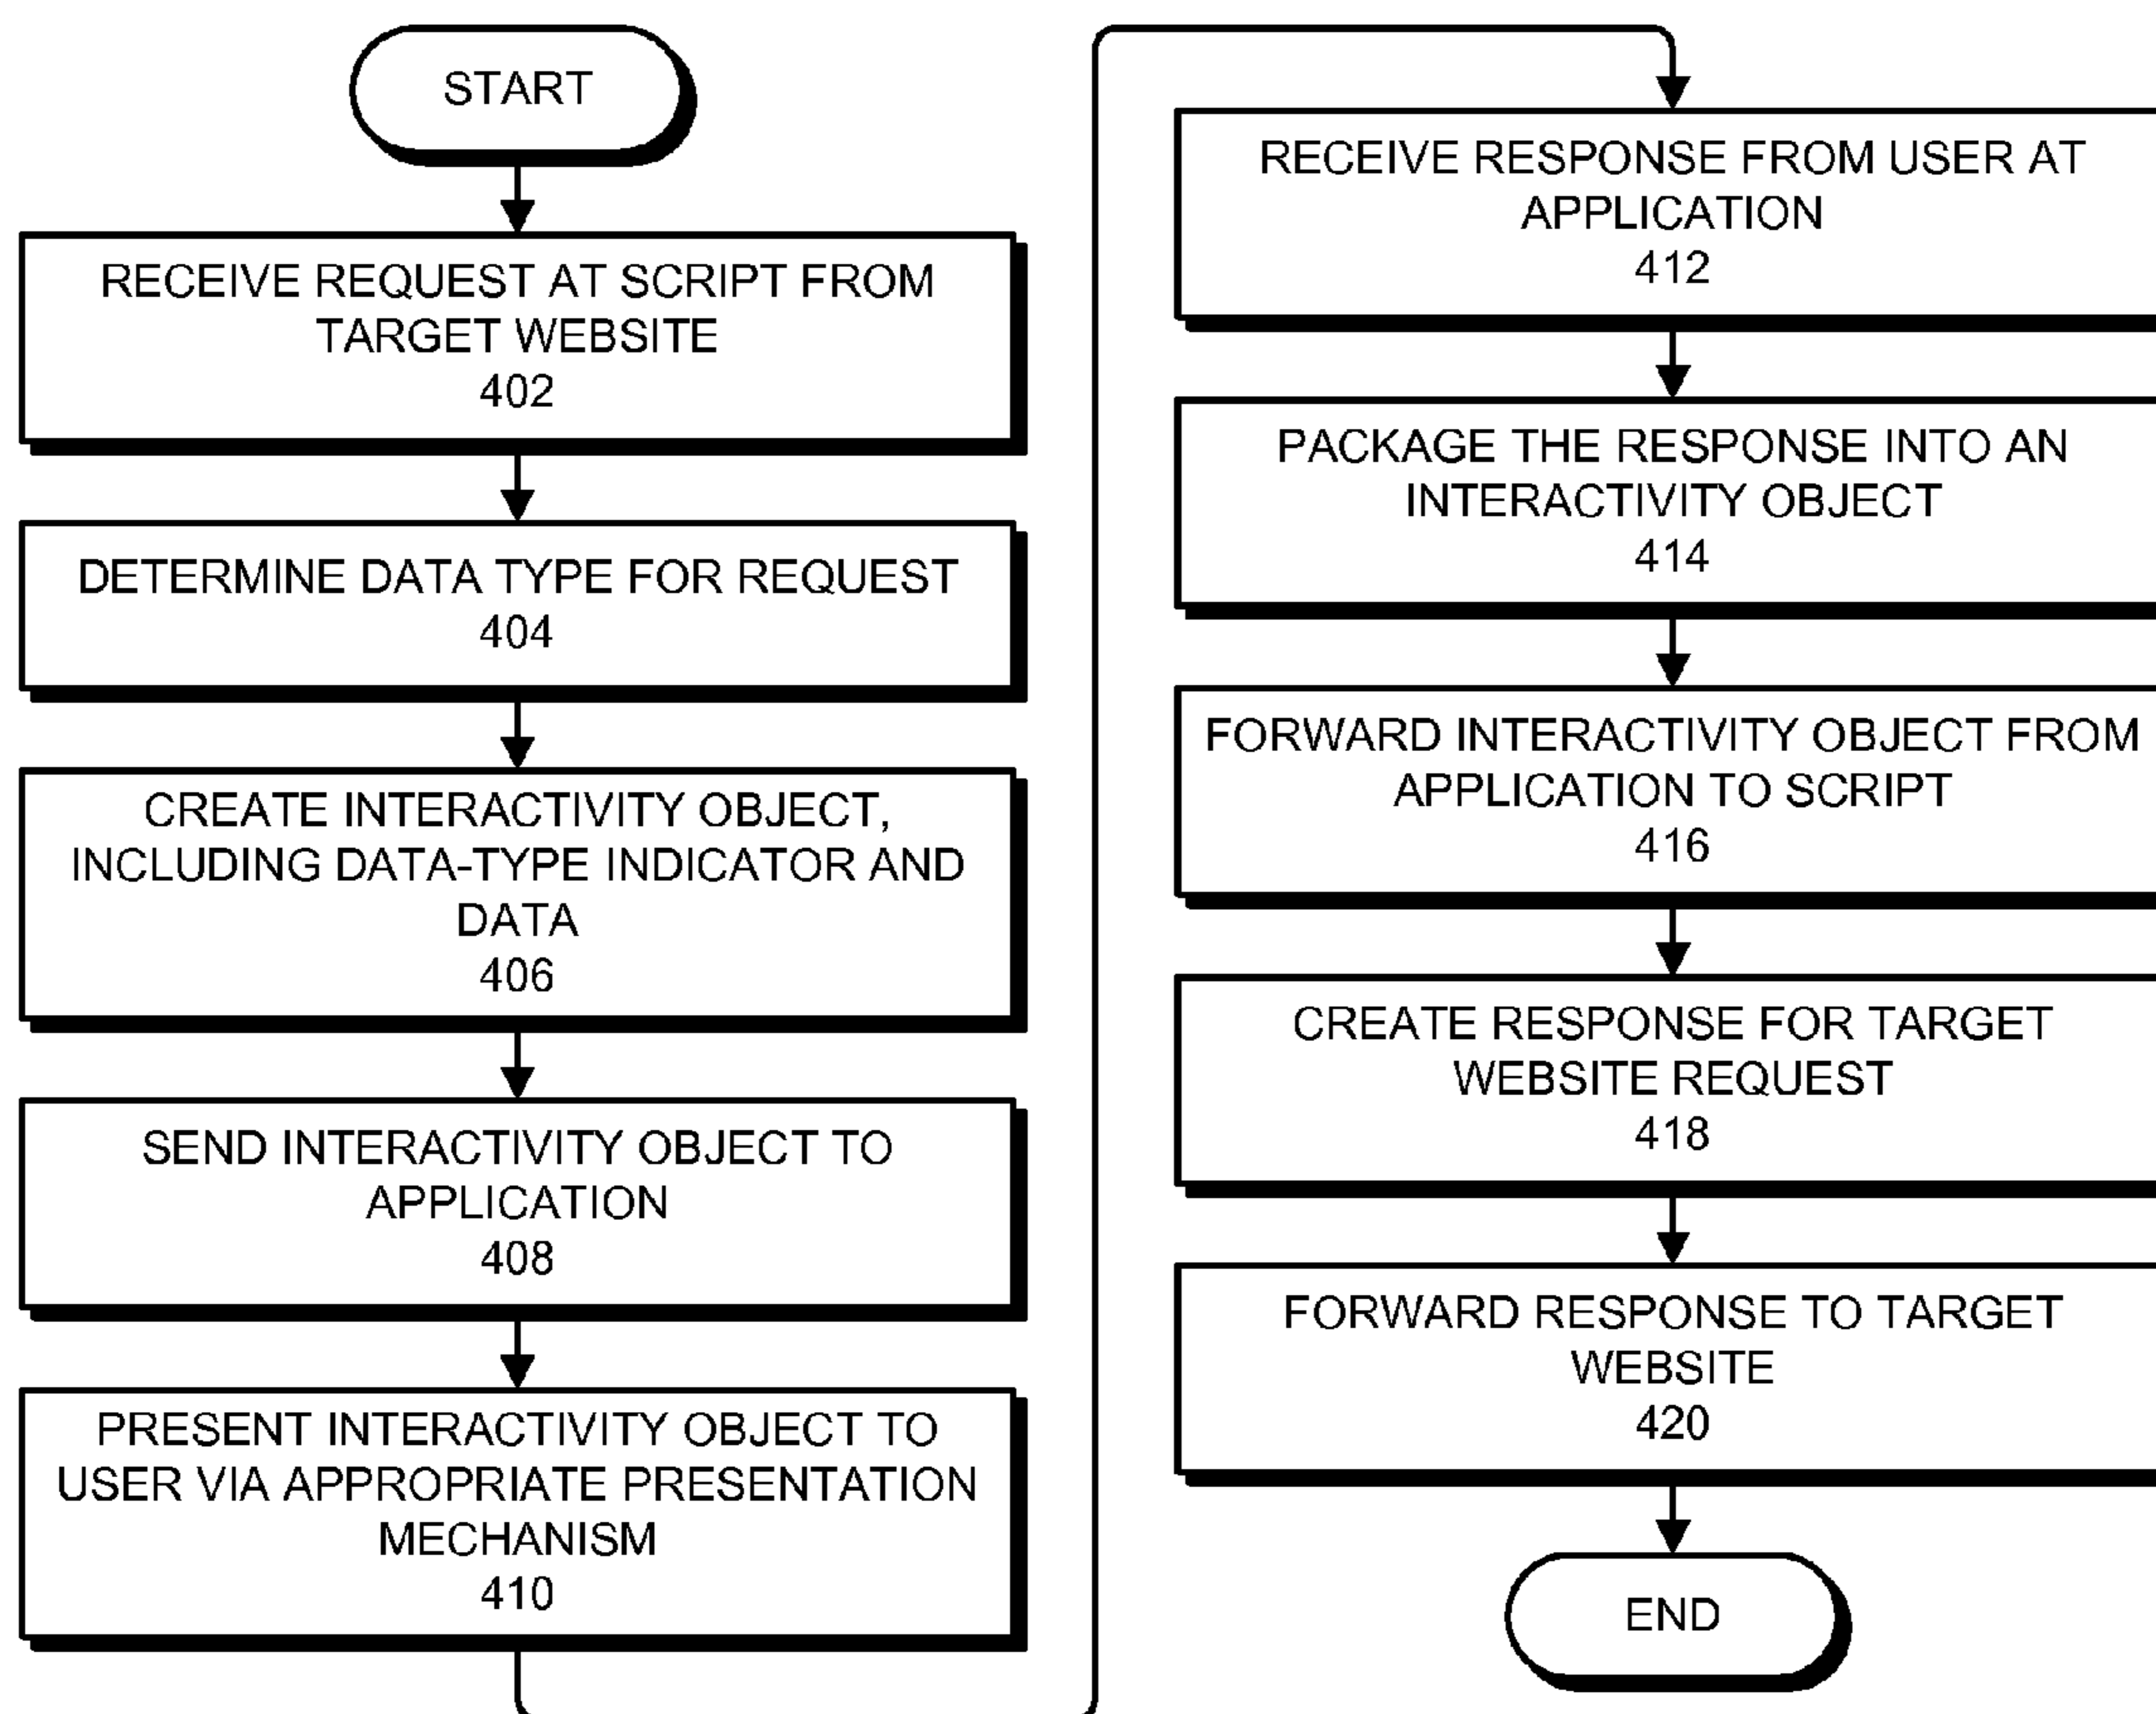 START
RECEIVE REQUEST AT SCRIPT FROM
TARGET WEBSITE
402
DETERMINE DATA TYPE FOR REQUEST
404
CREATE INTERACTIVITY OBJECT,
INCLUDING DATA-TYPE INDICATOR AND
DATA
406
SEND INTERACTIVITY OBJECT TO
APPLICATION
408
PRESENT INTERACTIVITY OBJECT TO
USER VIA APPROPRIATE PRESENTATION
MECHANISM
410
RECEIVE RESPONSE FROM USER AT
APPLICATION
412
PACKAGE THE RESPONSE INTO AN
INTERACTIVITY OBJECT
414
FORWARD INTERACTIVITY OBJECT FROM
APPLICATION TO SCRIPT
416
CREATE RESPONSE FOR TARGET
WEBSITE REQUEST
418
FORWARD RESPONSE TO TARGET
WEBSITE
420
END